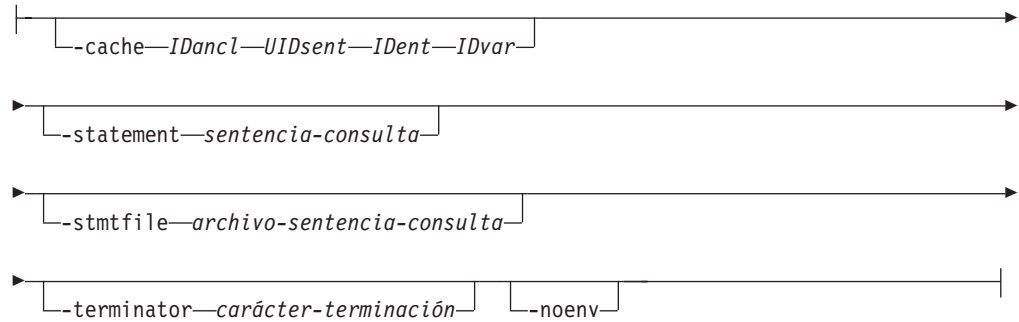 -cache IDancl UIDsent IDent IDvar
-statement sentencia-consulta
-stmtfile archivo-sentencia-consulta
-terminator carácter-terminación -noenv